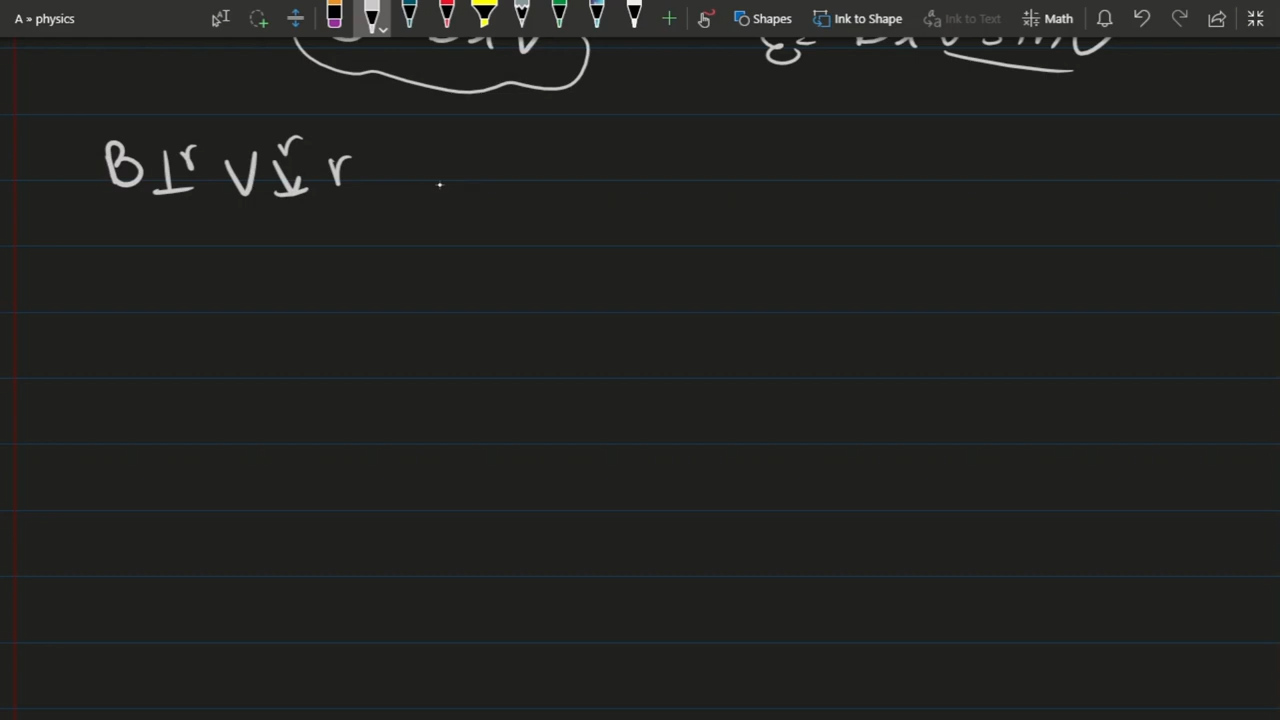 A » physics
Shapes
Ink to Shape
Ink to Text
Math
B ⊥ʳ V ⊥ʳ r